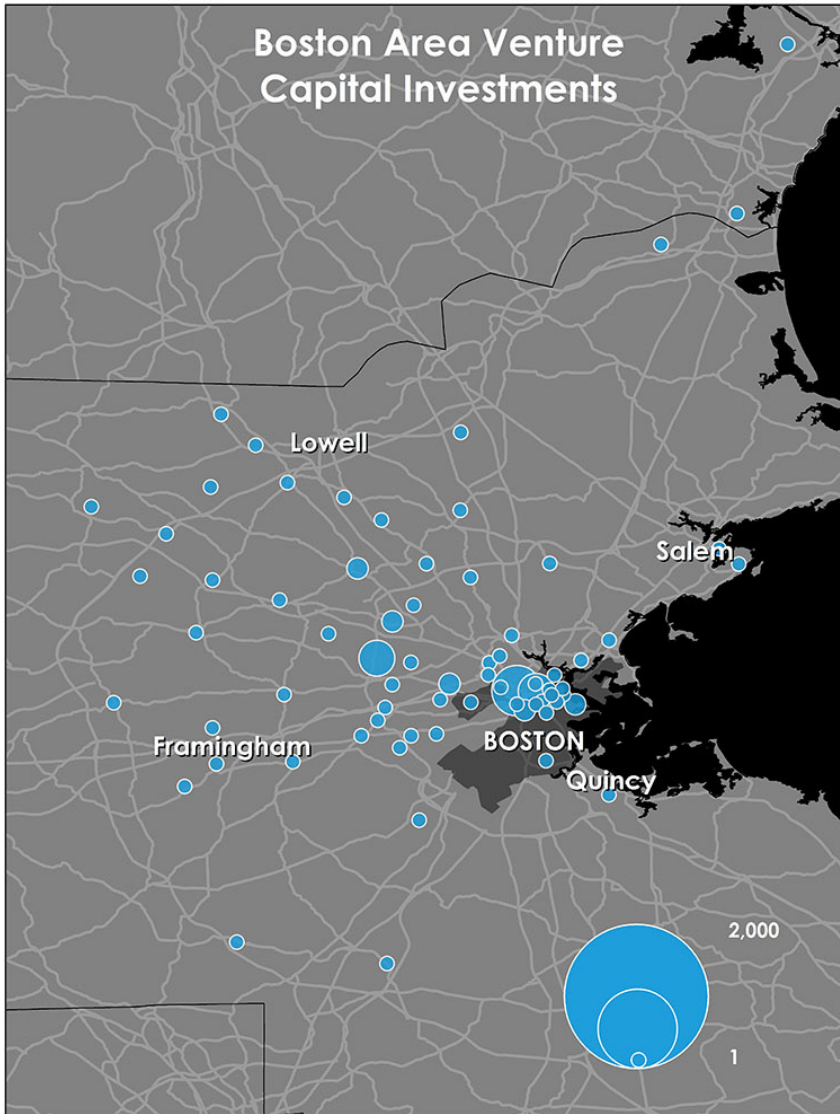 Boston Area Venture
Capital Investments
Lowell
Salem
Framingham
BOSTON
Quincy
2,000
1